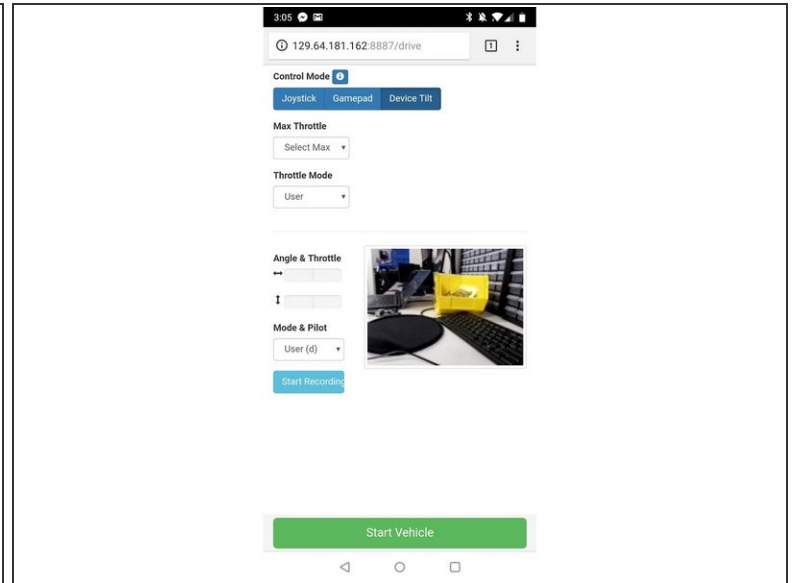 3:05
129.64.181.162:8887/drive
1
Control Mode
Joystick Gamepad Device Tilt
Max Throttle
Select Max
Throttle Mode
User
Angle & Throttle
Mode & Pilot
User (d)
Start Recording
Start Vehicle